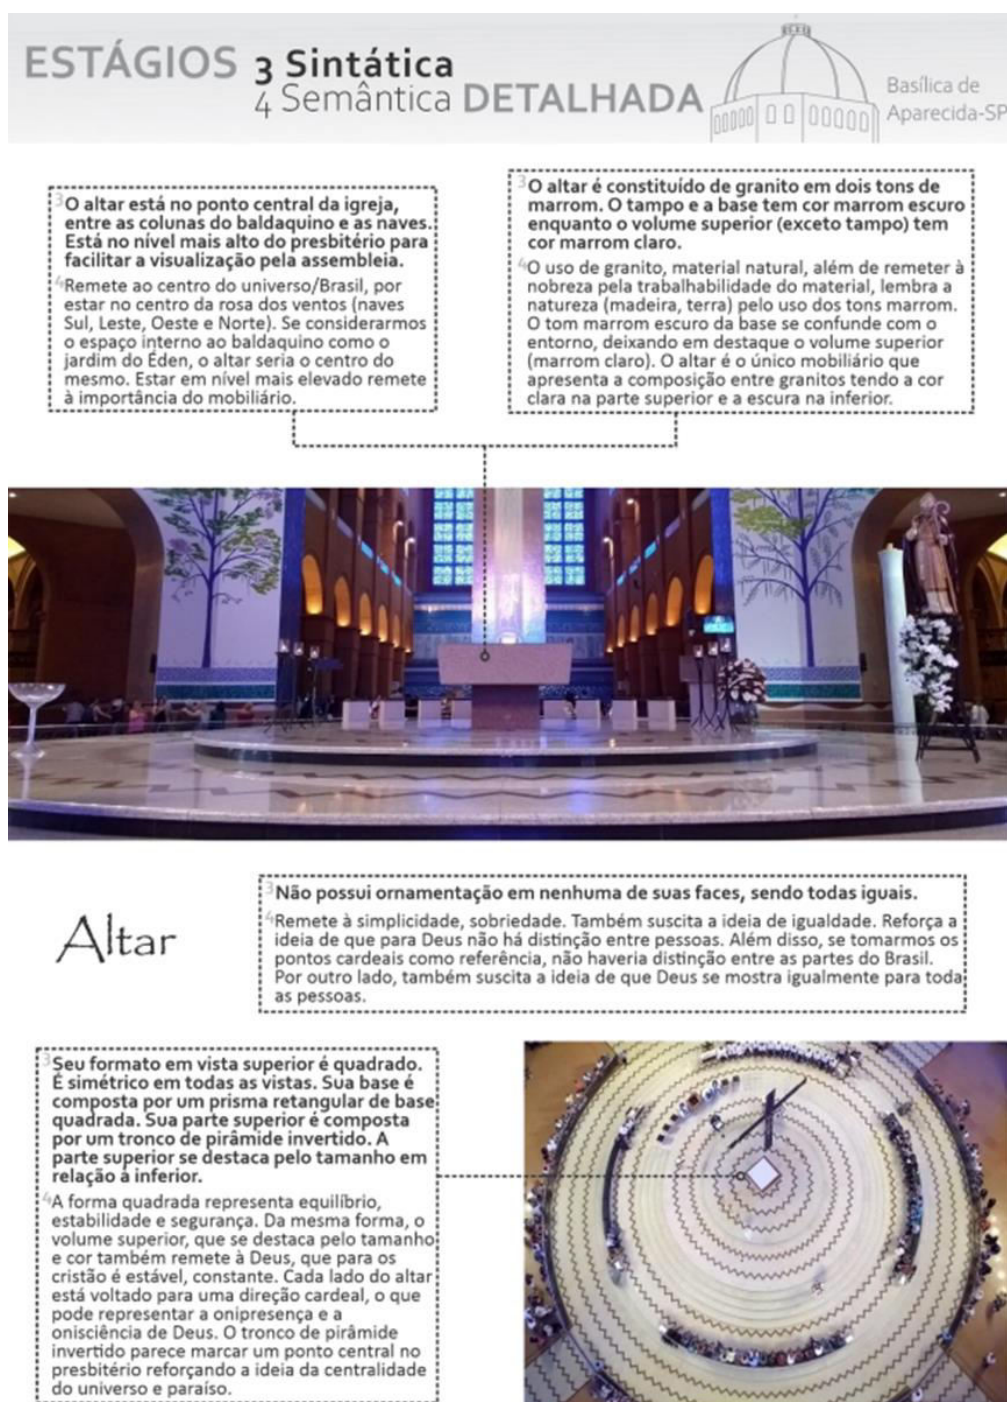 ESTÁGIOS 3 Sintática
4 Semântica DETALHADA
Basílica de
Aparecida-SP
3 O altar está no ponto central da igreja,
entre as colunas do baldaquino e as naves.
Está no nível mais alto do presbitério para
facilitar a visualização pela assembleia.
4 Remete ao centro do universo/Brasil, por
estar no centro da rosa dos ventos (naves
Sul, Leste, Oeste e Norte). Se considerarmos
o espaço interno ao baldaquino como o
jardim do Éden, o altar seria o centro do
mesmo. Estar em nível mais elevado remete
à importância do mobiliário.
3 O altar é constituído de granito em dois tons de
marrom. O tampo e a base tem cor marrom escuro
enquanto o volume superior (exceto tampo) tem
cor marrom claro.
4 O uso de granito, material natural, além de remeter à
nobreza pela trabalhabilidade do material, lembra a
natureza (madeira, terra) pelo uso dos tons marrom.
O tom marrom escuro da base se confunde com o
entorno, deixando em destaque o volume superior
(marrom claro). O altar é o único mobiliário que
apresenta a composição entre granitos tendo a cor
clara na parte superior e a escura na inferior.
Altar
3 Não possui ornamentação em nenhuma de suas faces, sendo todas iguais.
4 Remete à simplicidade, sobriedade. Também suscita a ideia de igualdade. Reforça a
ideia de que para Deus não há distinção entre pessoas. Além disso, se tomarmos os
pontos cardeais como referência, não haveria distinção entre as partes do Brasil.
Por outro lado, também suscita a ideia de que Deus se mostra igualmente para toda
as pessoas.
3 Seu formato em vista superior é quadrado.
É simétrico em todas as vistas. Sua base é
composta por um prisma retangular de base
quadrada. Sua parte superior é composta
por um tronco de pirâmide invertido. A
parte superior se destaca pelo tamanho em
relação à inferior.
4 A forma quadrada representa equilíbrio,
estabilidade e segurança. Da mesma forma, o
volume superior, que se destaca pelo tamanho
e cor também remete à Deus, que para os
cristão é estável, constante. Cada lado do altar
está voltado para uma direção cardeal, o que
pode representar a onipresença e a
onisciência de Deus. O tronco de pirâmide
invertido parece marcar um ponto central no
presbitério reforçando a ideia da centralidade
do universo e paraíso.